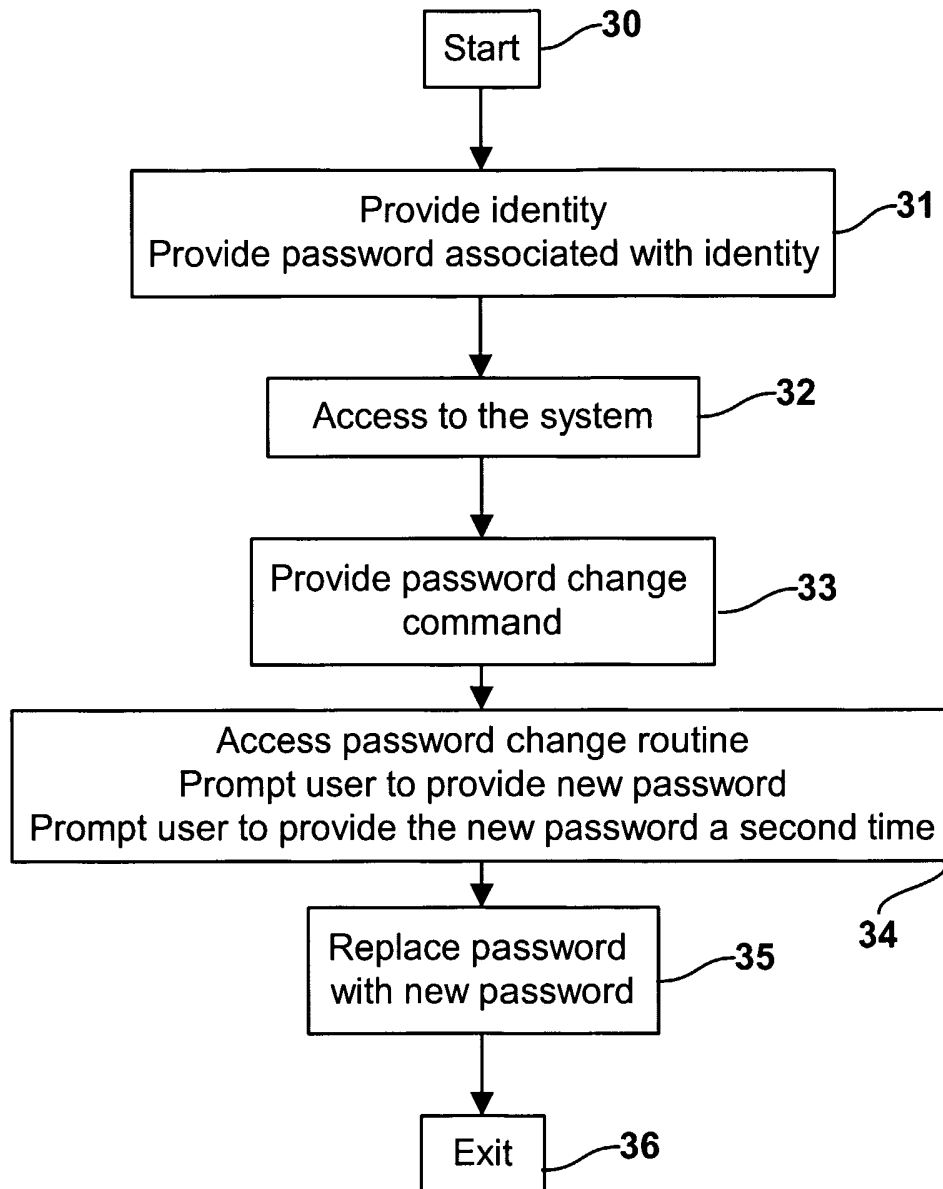 Start
30
Provide identity
Provide password associated with identity
31
Access to the system
32
Provide password change
command
33
Access password change routine
Prompt user to provide new password
Prompt user to provide the new password a second time
34
Replace password
with new password
35
Exit
36